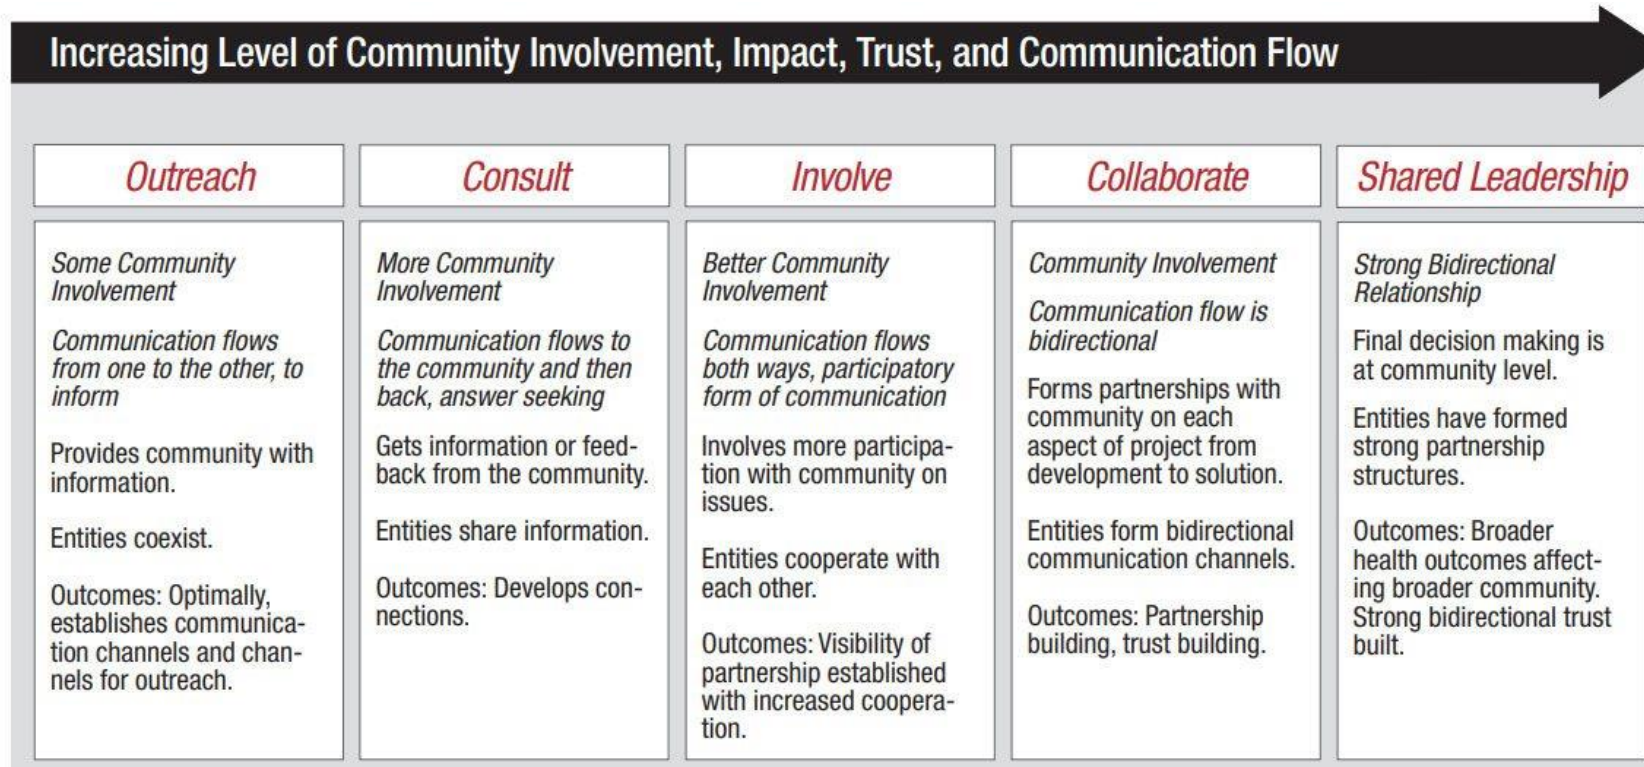 Increasing Level of Community Involvement, Impact, Trust, and Communication Flow
Outreach
Some Community
Involvement
Communication flows
from one to the other, to
inform
Provides community with
information.
Entities coexist.
Outcomes: Optimally,
establishes communica-
tion channels and chan-
nels for outreach.
Consult
More Community
Involvement
Communication flows to
the community and then
back, answer seeking
Gets information or feed-
back from the community.
Entities share information.
Outcomes: Develops con-
nections.
Involve
Better Community
Involvement
Communication flows
both ways, participatory
form of communication
Involves more participa-
tion with community on
issues.
Entities cooperate with
each other.
Outcomes: Visibility of
partnership established
with increased coopera-
tion.
Collaborate
Community Involvement
Communication flow is
bidirectional
Forms partnerships with
community on each
aspect of project from
development to solution.
Entities form bidirectional
communication channels.
Outcomes: Partnership
building, trust building.
Shared Leadership
Strong Bidirectional
Relationship
Final decision making is
at community level.
Entities have formed
strong partnership
structures.
Outcomes: Broader
health outcomes affect-
ing broader community.
Strong bidirectional trust
built.